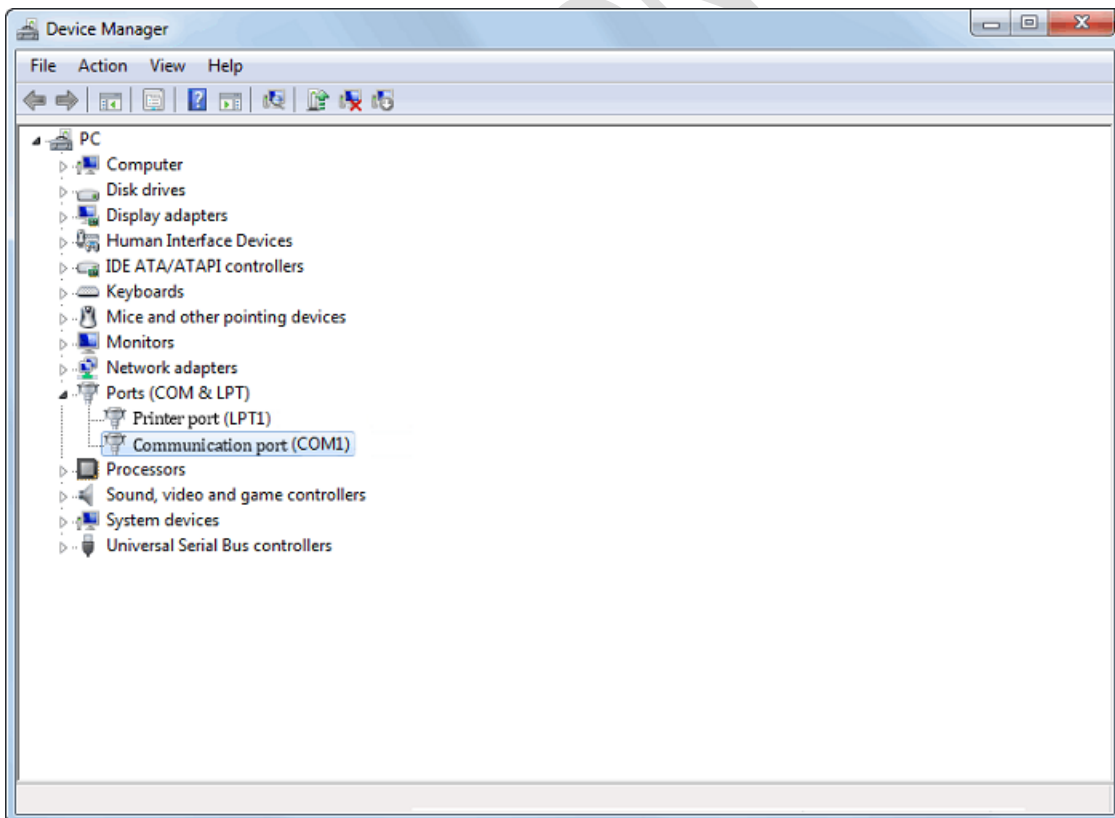 Device Manager
File Action View Help
PC
Computer
Disk drives
Display adapters
Human Interface Devices
IDE ATA/ATAPI controllers
Keyboards
Mice and other pointing devices
Monitors
Network adapters
Ports (COM & LPT)
Printer port (LPT1)
Communication port (COM1)
Processors
Sound, video and game controllers
System devices
Universal Serial Bus controllers